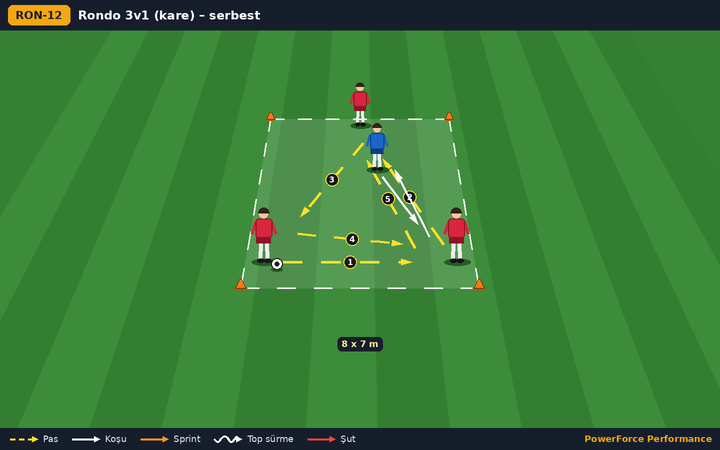 RON-12 Rondo 3v1 (kare) – serbest
3
5 2
4
1
8 x 7 m
Pas Koşu Sprint Top sürme Şut PowerForce Performance